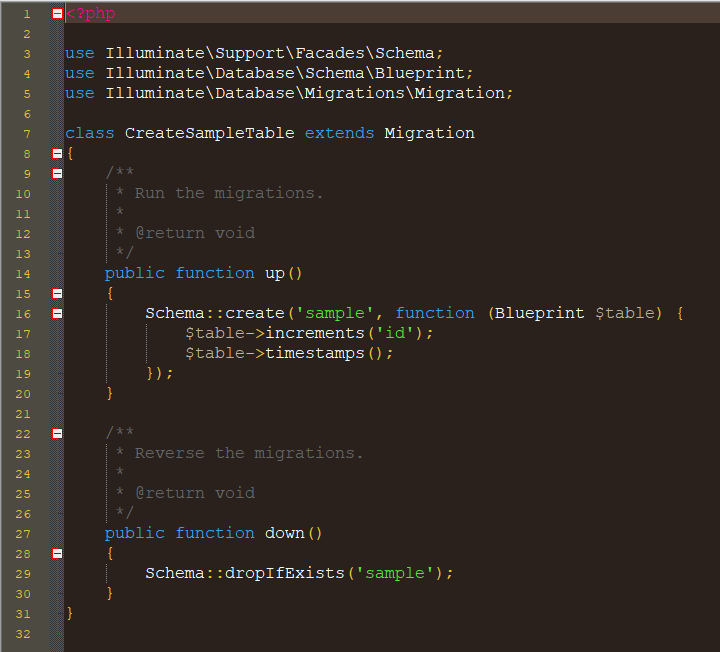 1 <?php
2
3 use Illuminate\Support\Facades\Schema;
4 use Illuminate\Database\Schema\Blueprint;
5 use Illuminate\Database\Migrations\Migration;
6
7 class CreateSampleTable extends Migration
8 {
9     /**
10      * Run the migrations.
11      *
12      * @return void
13      */
14     public function up()
15     {
16         Schema::create('sample', function (Blueprint $table) {
17             $table->increments('id');
18             $table->timestamps();
19         });
20     }
21
22     /**
23      * Reverse the migrations.
24      *
25      * @return void
26      */
27     public function down()
28     {
29         Schema::dropIfExists('sample');
30     }
31 }
32